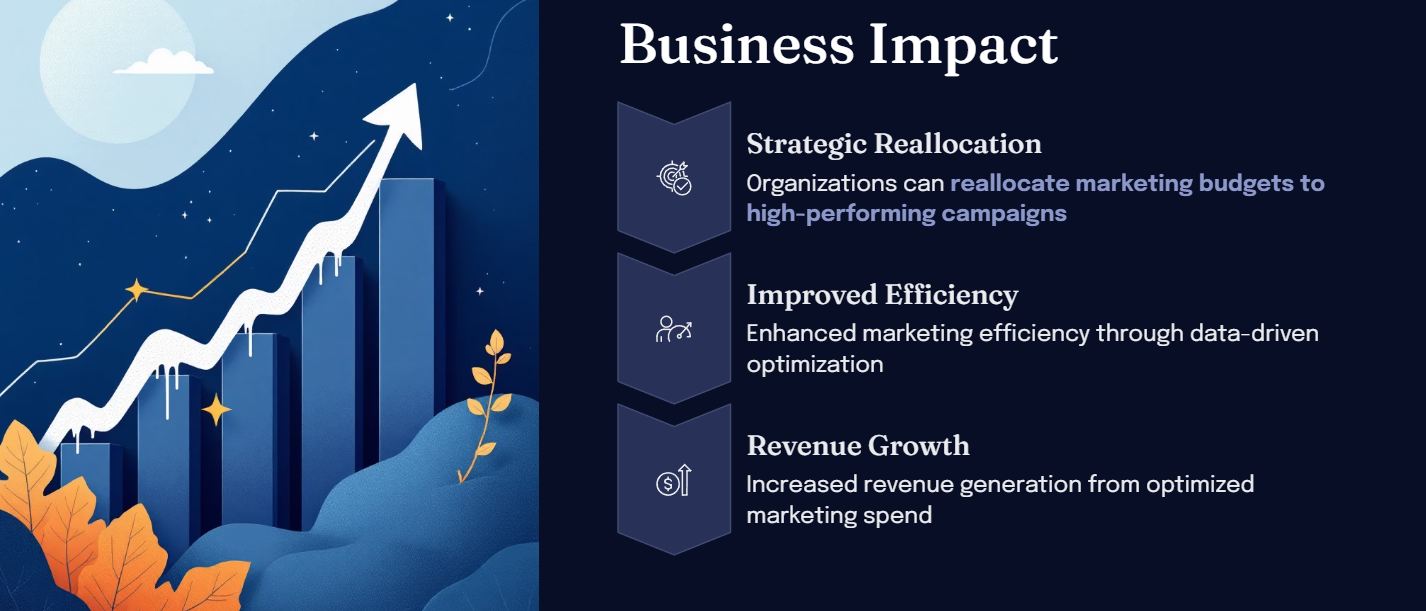 Business Impact
Strategic Reallocation
Organizations can reallocate marketing budgets to
high-performing campaigns
Improved Efficiency
Enhanced marketing efficiency through data-driven
optimization
Revenue Growth
Increased revenue generation from optimized
marketing spend